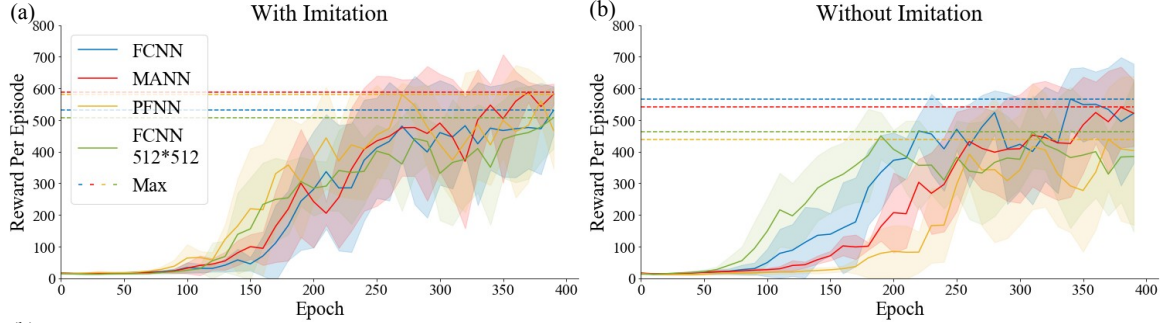 (a)
With Imitation
Reward Per Episode
800
700
600
500
400
300
200
100
0
FCNN
MANN
PFNN
FCNN
512*512
Max
0 50 100 150 200 250 300 350 400
Epoch
(b)
Without Imitation
Reward Per Episode
800
700
600
500
400
300
200
100
0
0 50 100 150 200 250 300 350 400
Epoch